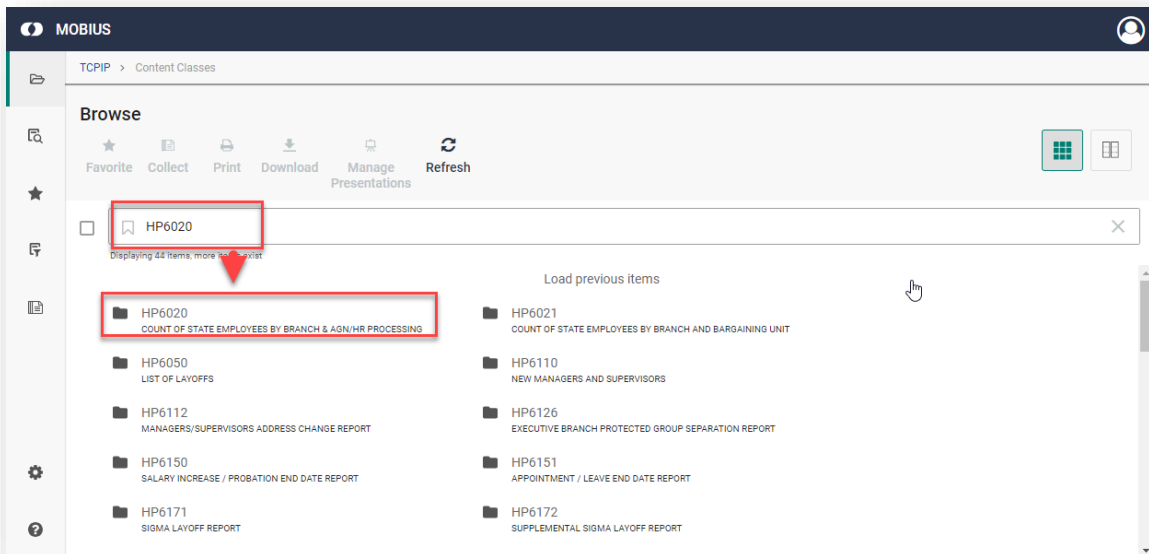 MOBIUS
TCPIP > Content Classes
Browse
Favorite Collect Print Download Manage Presentations Refresh
HP6020
Displaying 44 items, more items exist
Load previous items
HP6020
COUNT OF STATE EMPLOYEES BY BRANCH & AGN/HR PROCESSING
HP6021
COUNT OF STATE EMPLOYEES BY BRANCH AND BARGAINING UNIT
HP6050
LIST OF LAYOFFS
HP6110
NEW MANAGERS AND SUPERVISORS
HP6112
MANAGERS/SUPERVISORS ADDRESS CHANGE REPORT
HP6126
EXECUTIVE BRANCH PROTECTED GROUP SEPARATION REPORT
HP6150
SALARY INCREASE / PROBATION END DATE REPORT
HP6151
APPOINTMENT / LEAVE END DATE REPORT
HP6171
SIGMA LAYOFF REPORT
HP6172
SUPPLEMENTAL SIGMA LAYOFF REPORT